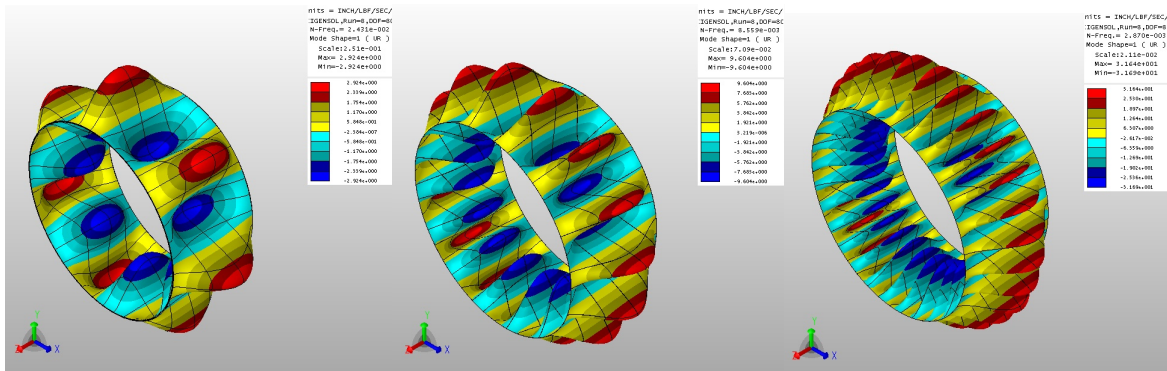 nits = INCH/LBF/SEC/
IGENSOL,Run=8,DOF=80
N-Freq.= 2.431e-002
Mode Shape=1 ( UR )
Scale:2.51e-001
Max= 2.924e+000
Min=-2.924e+000
2.924e+000
2.339e+000
1.754e+000
1.170e+000
5.848e-001
-2.384e-007
-5.848e-001
-1.170e+000
-1.754e+000
-2.339e+000
-2.924e+000
Y
Z
X
nits = INCH/LBF/SEC/
EIGENSOL,Run=8,DOF=8C
N-Freq.= 8.559e-003
Mode Shape=1 ( UR )
Scale:7.09e-002
Max= 9.604e+000
Min=-9.604e+000
9.604e+000
7.683e+000
5.762e+000
3.842e+000
1.921e+000
3.219e-006
-1.921e+000
-3.842e+000
-5.762e+000
-7.683e+000
-9.604e+000
Y
Z
X
nits = INCH/LBF/SEC/
EIGENSOL,Run=8,DOF=8
N-Freq.= 2.870e-003
Mode Shape=1 ( UR )
Scale:2.11e-002
Max= 3.164e+001
Min=-3.169e+001
3.164e+001
2.530e+001
1.897e+001
1.264e+001
6.307e+000
-2.617e-002
-6.359e+000
-1.269e+001
-1.902e+001
-2.536e+001
-3.169e+001
Y
Z
X